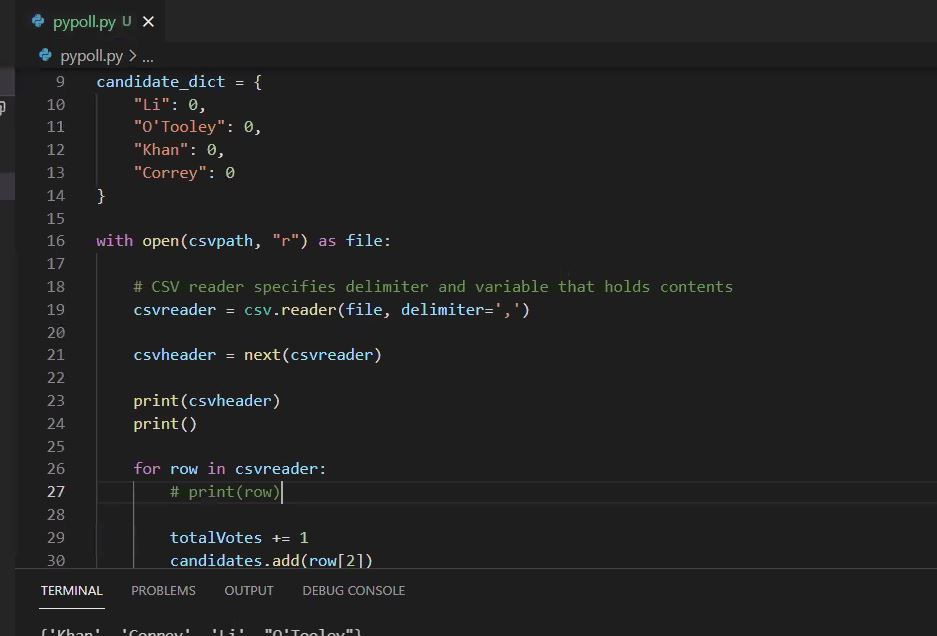 pypoll.py U ×
pypoll.py > ...
9 candidate_dict = {
10 "Li": 0,
11 "O'Tooley": 0,
12 "Khan": 0,
13 "Correy": 0
14 }
15
16 with open(csvpath, "r") as file:
17
18 # CSV reader specifies delimiter and variable that holds contents
19 csvreader = csv.reader(file, delimiter=',')
20
21 csvheader = next(csvreader)
22
23 print(csvheader)
24 print()
25
26 for row in csvreader:
27 # print(row)
28
29 totalVotes += 1
30 candidates.add(row[2])
TERMINAL PROBLEMS OUTPUT DEBUG CONSOLE
{'Khan', 'Correy', 'Li', "O'Tooley"}